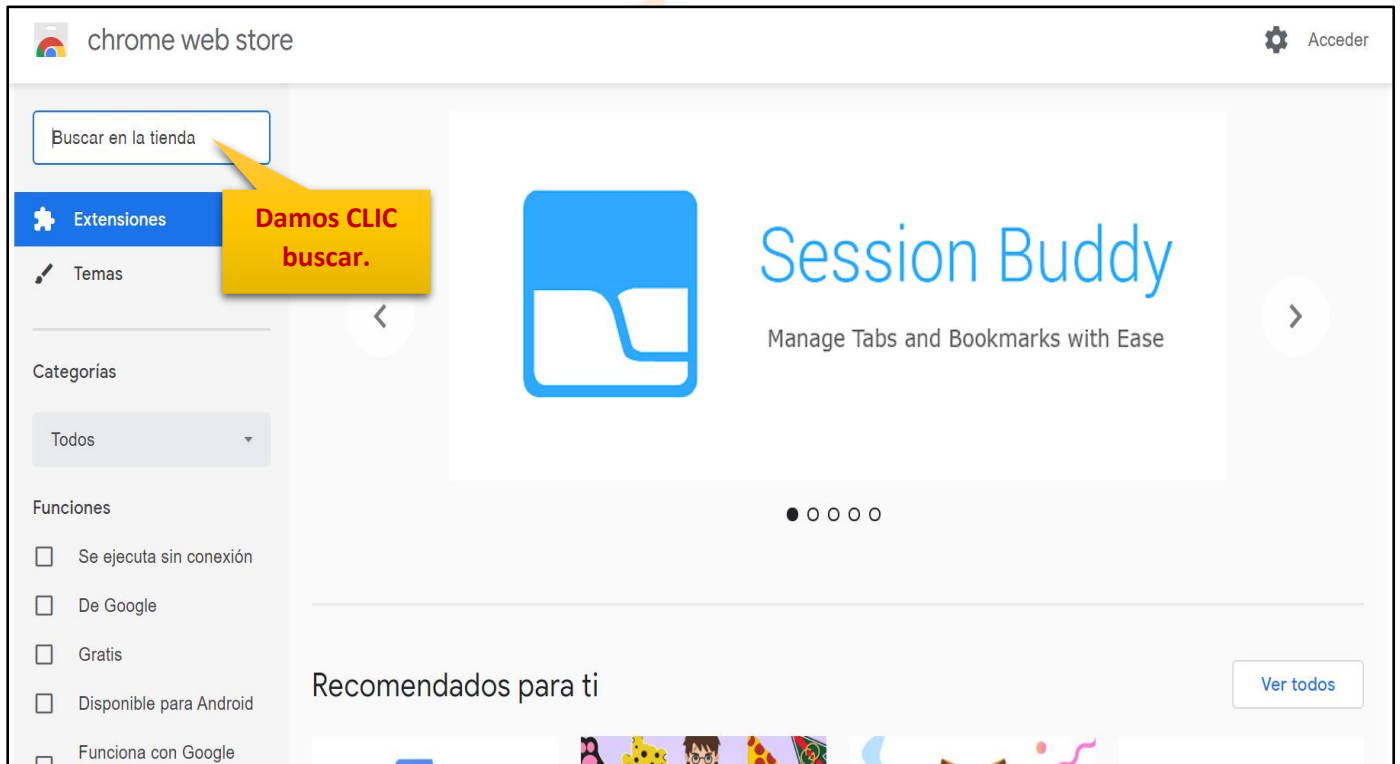 chrome web store
Acceder
Buscar en la tienda
Damos CLIC
buscar.
Extensiones
Temas
Categorías
Todos
Funciones
Se ejecuta sin conexión
De Google
Gratis
Disponible para Android
Funciona con Google
Session Buddy
Manage Tabs and Bookmarks with Ease
Recomendados para ti
Ver todos